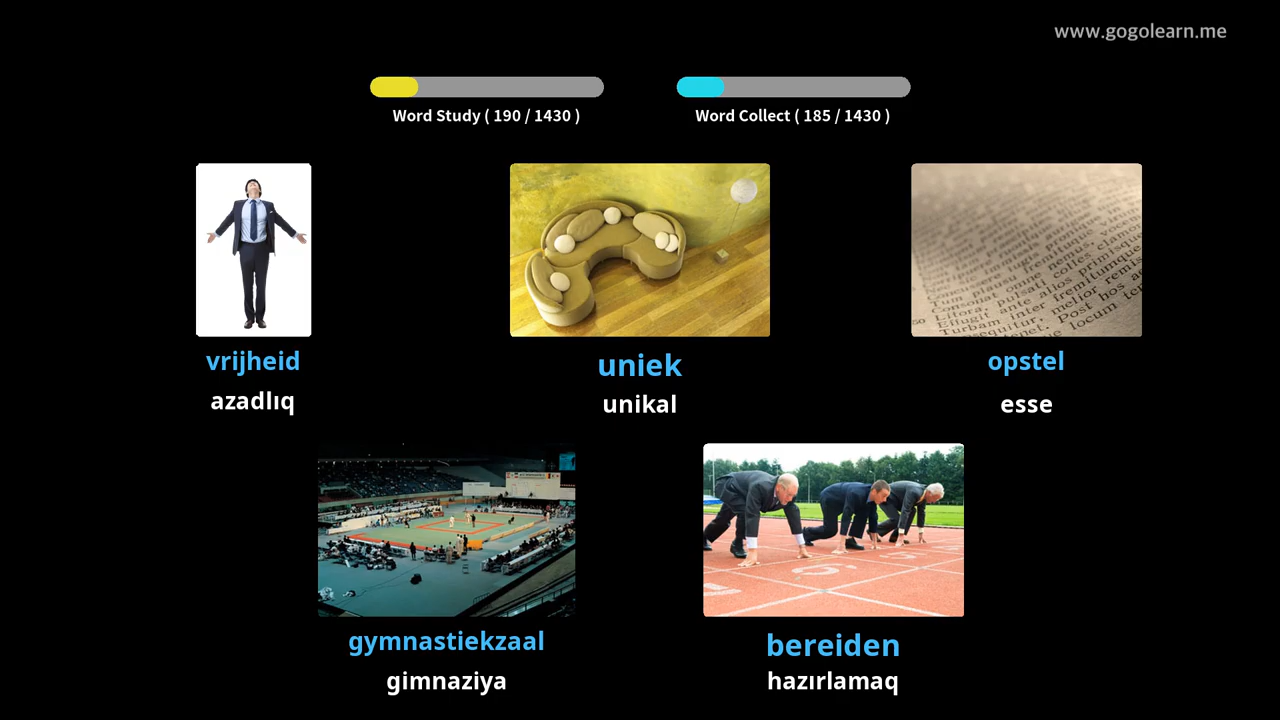 www.gogolearn.me
Word Study ( 190 / 1430 )
Word Collect ( 185 / 1430 )
vrijheid
azadlıq
uniek
unikal
opstel
esse
gymnastiekzaal
gimnaziya
bereiden
hazırlamaq